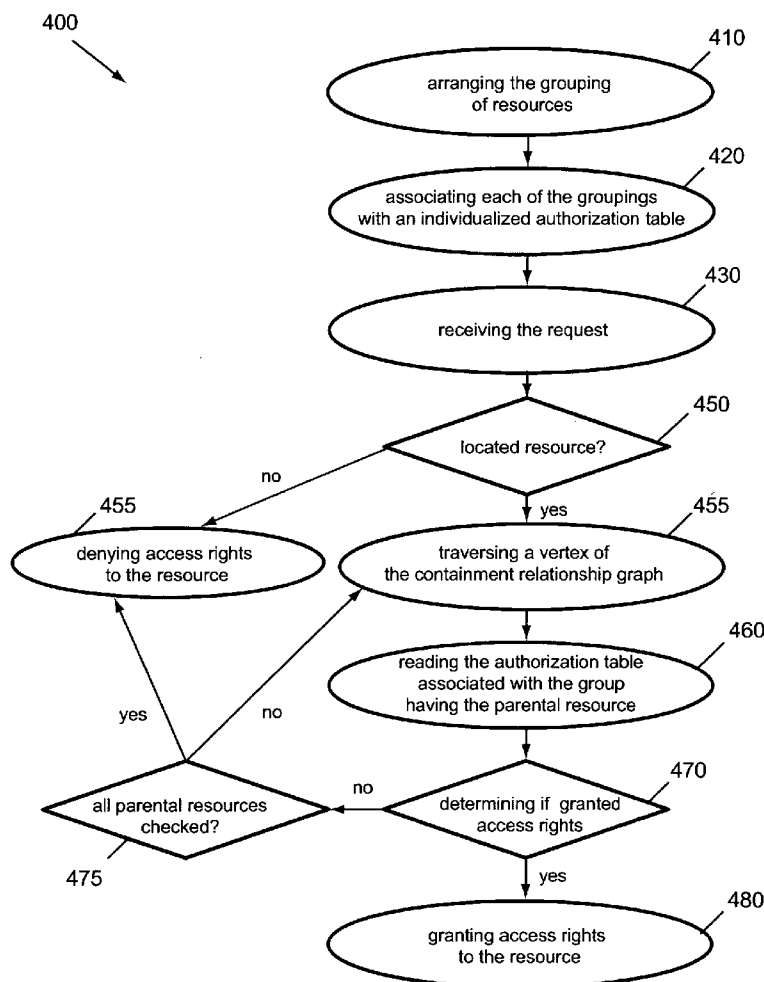 400
410
arranging the grouping
of resources
420
associating each of the groupings
with an individualized authorization table
430
receiving the request
450
located resource?
no
yes
455
denying access rights
to the resource
455
traversing a vertex of
the containment relationship graph
460
reading the authorization table
associated with the group
having the parental resource
yes
no
470
determining if granted
access rights
no
all parental resources
checked?
475
yes
480
granting access rights
to the resource